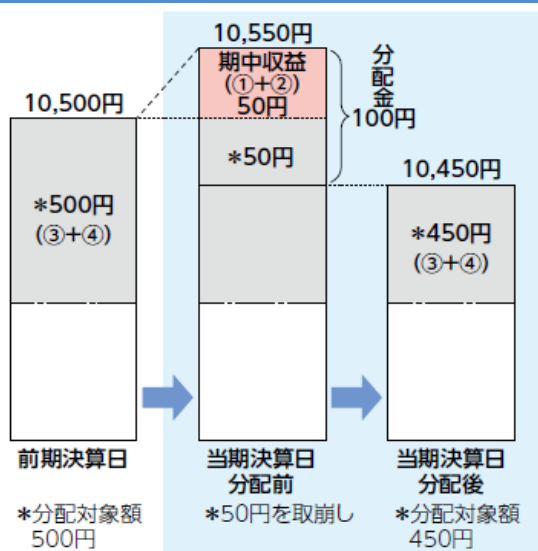 10,500円
*500円
(③+④)
前期決算日
*分配対象額
500円
10,550円
期中収益
(①+②)
50円
*50円
分配金
100円
当期決算日
分配前
*50円を取崩し
10,450円
*450円
(③+④)
当期決算日
分配後
*分配対象額
450円